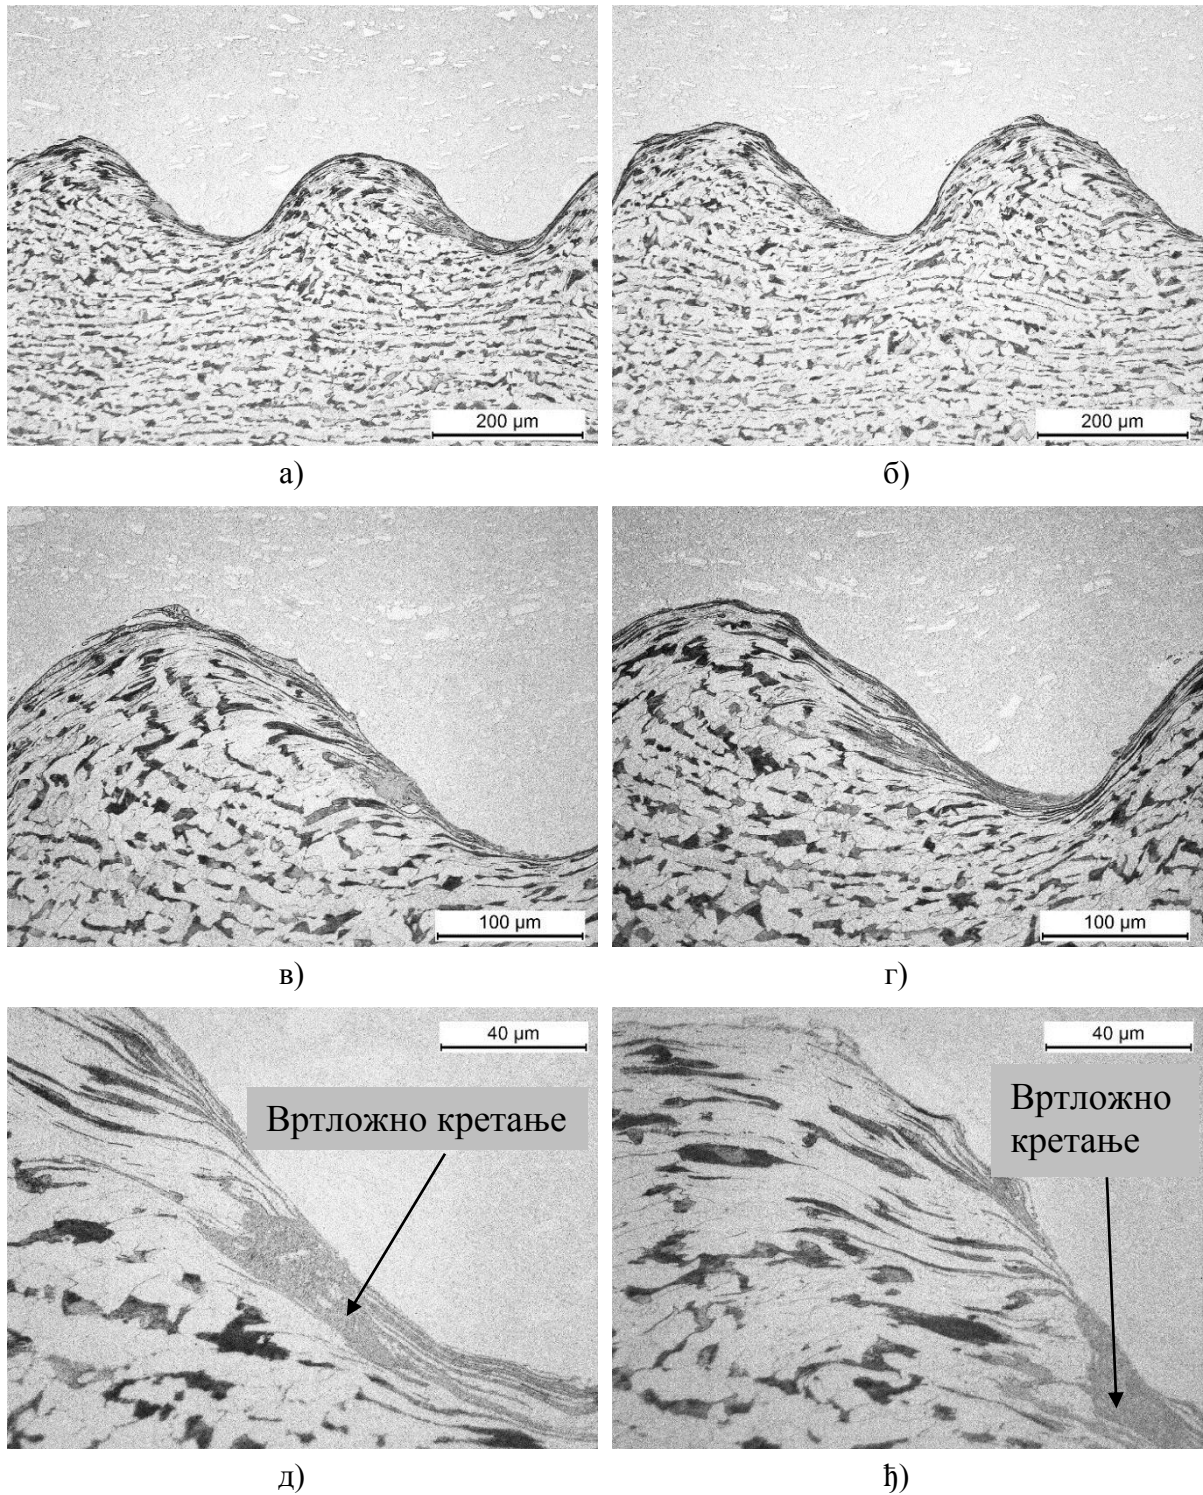 200 µm
200 µm
а)
б)
100 µm
100 µm
в)
г)
40 µm
40 µm
Вртложно кретање
Вртложно
кретање
д)
ђ)